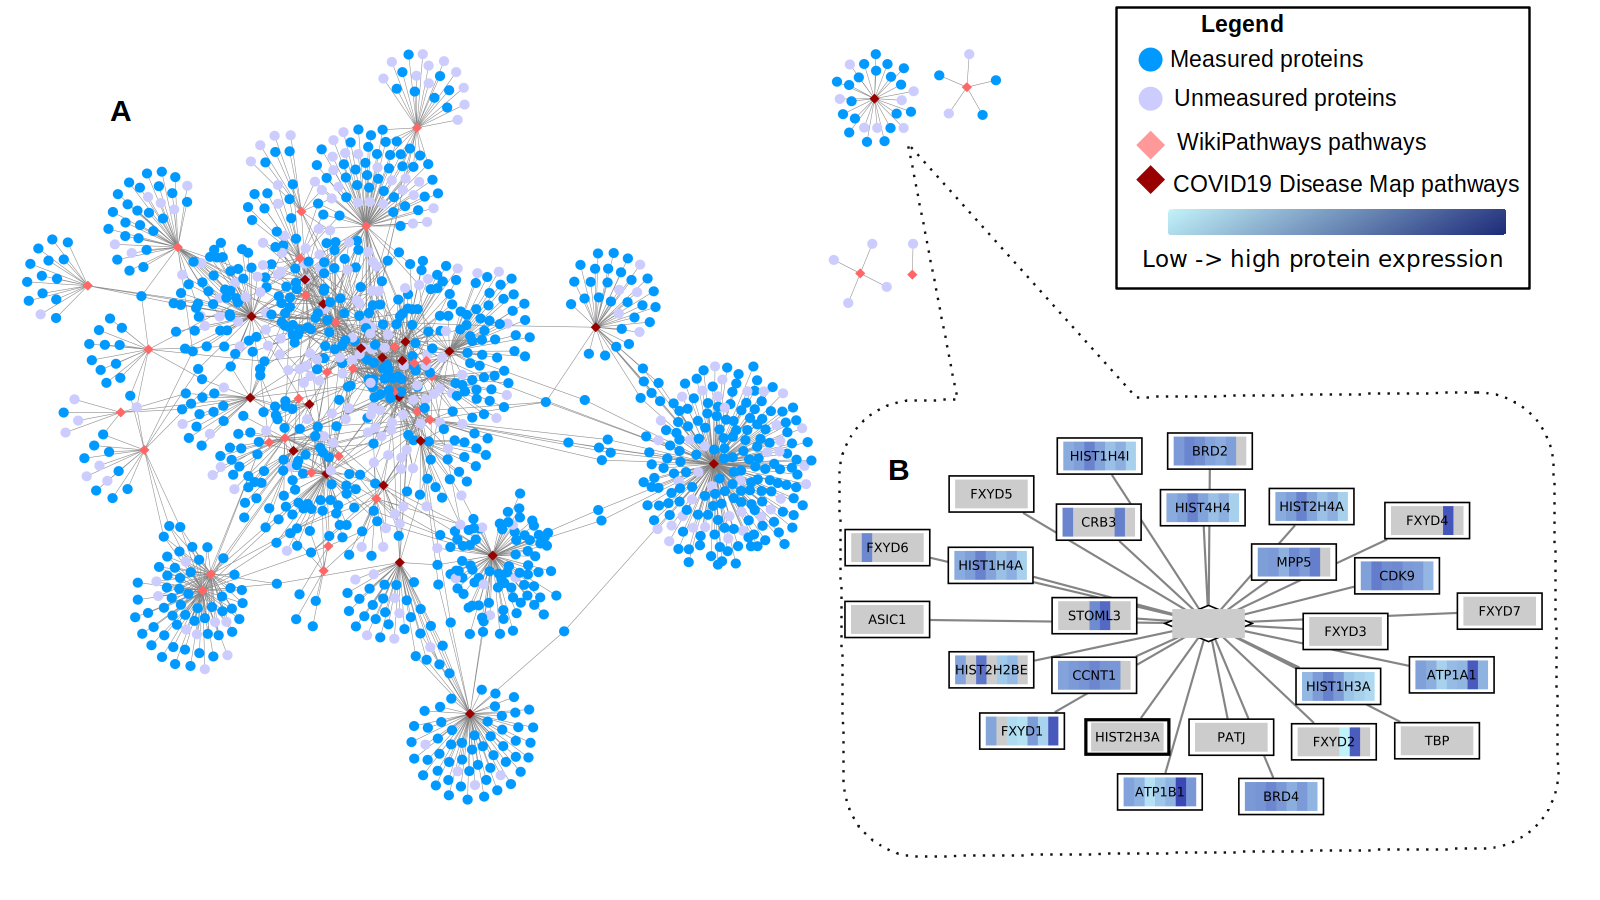 Legend
Measured proteins
Unmeasured proteins
WikiPathways pathways
COVID19 Disease Map pathways
Low -> high protein expression
A
B
HIST1H4I
BRD2
FXYD5
HIST4H4
HIST2H4A
CRB3
FXYD4
FXYD6
HIST1H4A
MPP5
CDK9
ASIC1
STOML3
FXYD7
FXYD3
HIST2H2BE
CCNT1
ATP1A1
HIST1H3A
FXYD1
HIST2H3A
PATJ
FXYD2
TBP
ATP1B1
BRD4